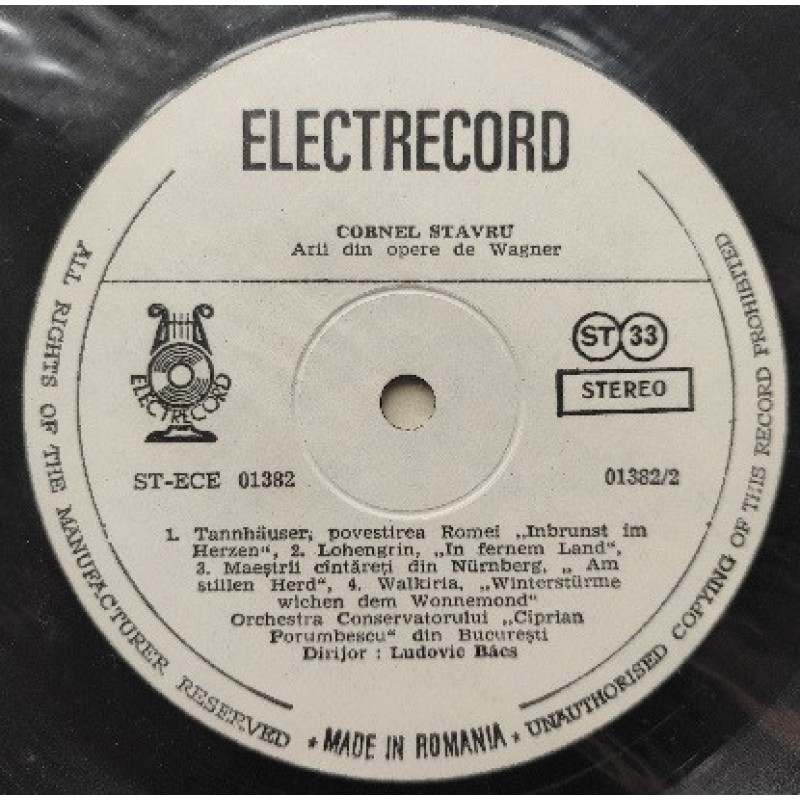 ELECTRECORD
CORNEL STAVRU
Arii din opere de Wagner
ELECTRECORD
ST 33
STEREO
ST-ECE 01382
01382/2
1. Tannhäuser, povestirea Romei „Inbrunst im
Herzen“, 2. Lohengrin, „In fernem Land“,
3. Maeștrii cîntăreți din Nürnberg, „ Am
stillen Herd“, 4. Walkiria, „Winterstürme
wichen dem Wonnemond“
Orchestra Conservatorului „Ciprian
Porumbescu“ din București
Dirijor : Ludovic Bács
ALL RIGHTS OF THE MANUFACTURER RESERVED * MADE IN ROMANIA * UNAUTHORISED COPYING OF THIS RECORD PROHIBITED